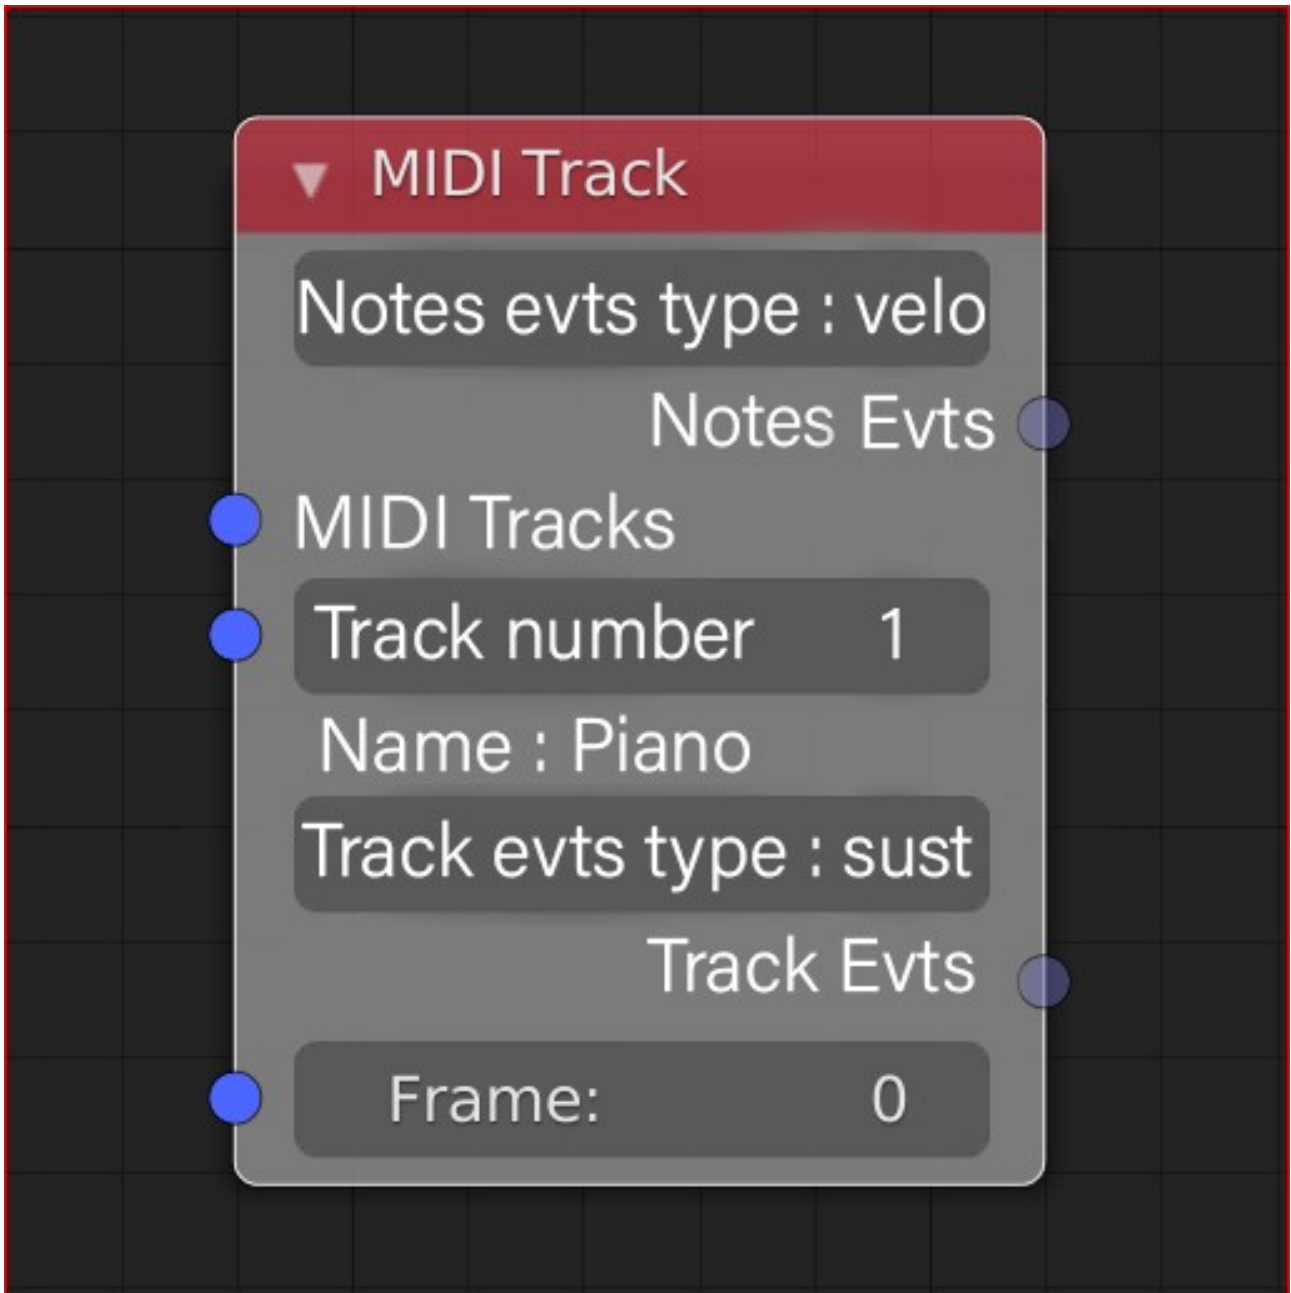 MIDI Track
Notes evts type : velo
Notes Evts
MIDI Tracks
Track number 1
Name : Piano
Track evts type : sust
Track Evts
Frame: 0